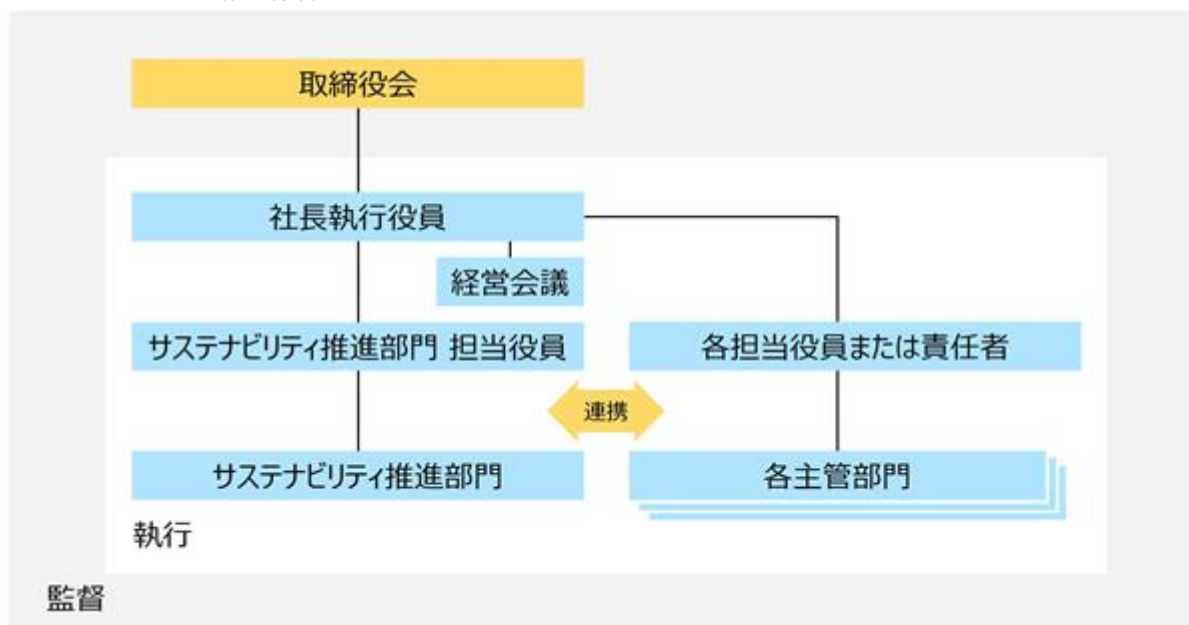 取締役会
社長執行役員
経営会議
サステナビリティ推進部門 担当役員
各担当役員または責任者
連携
サステナビリティ推進部門
各主管部門
執行
監督